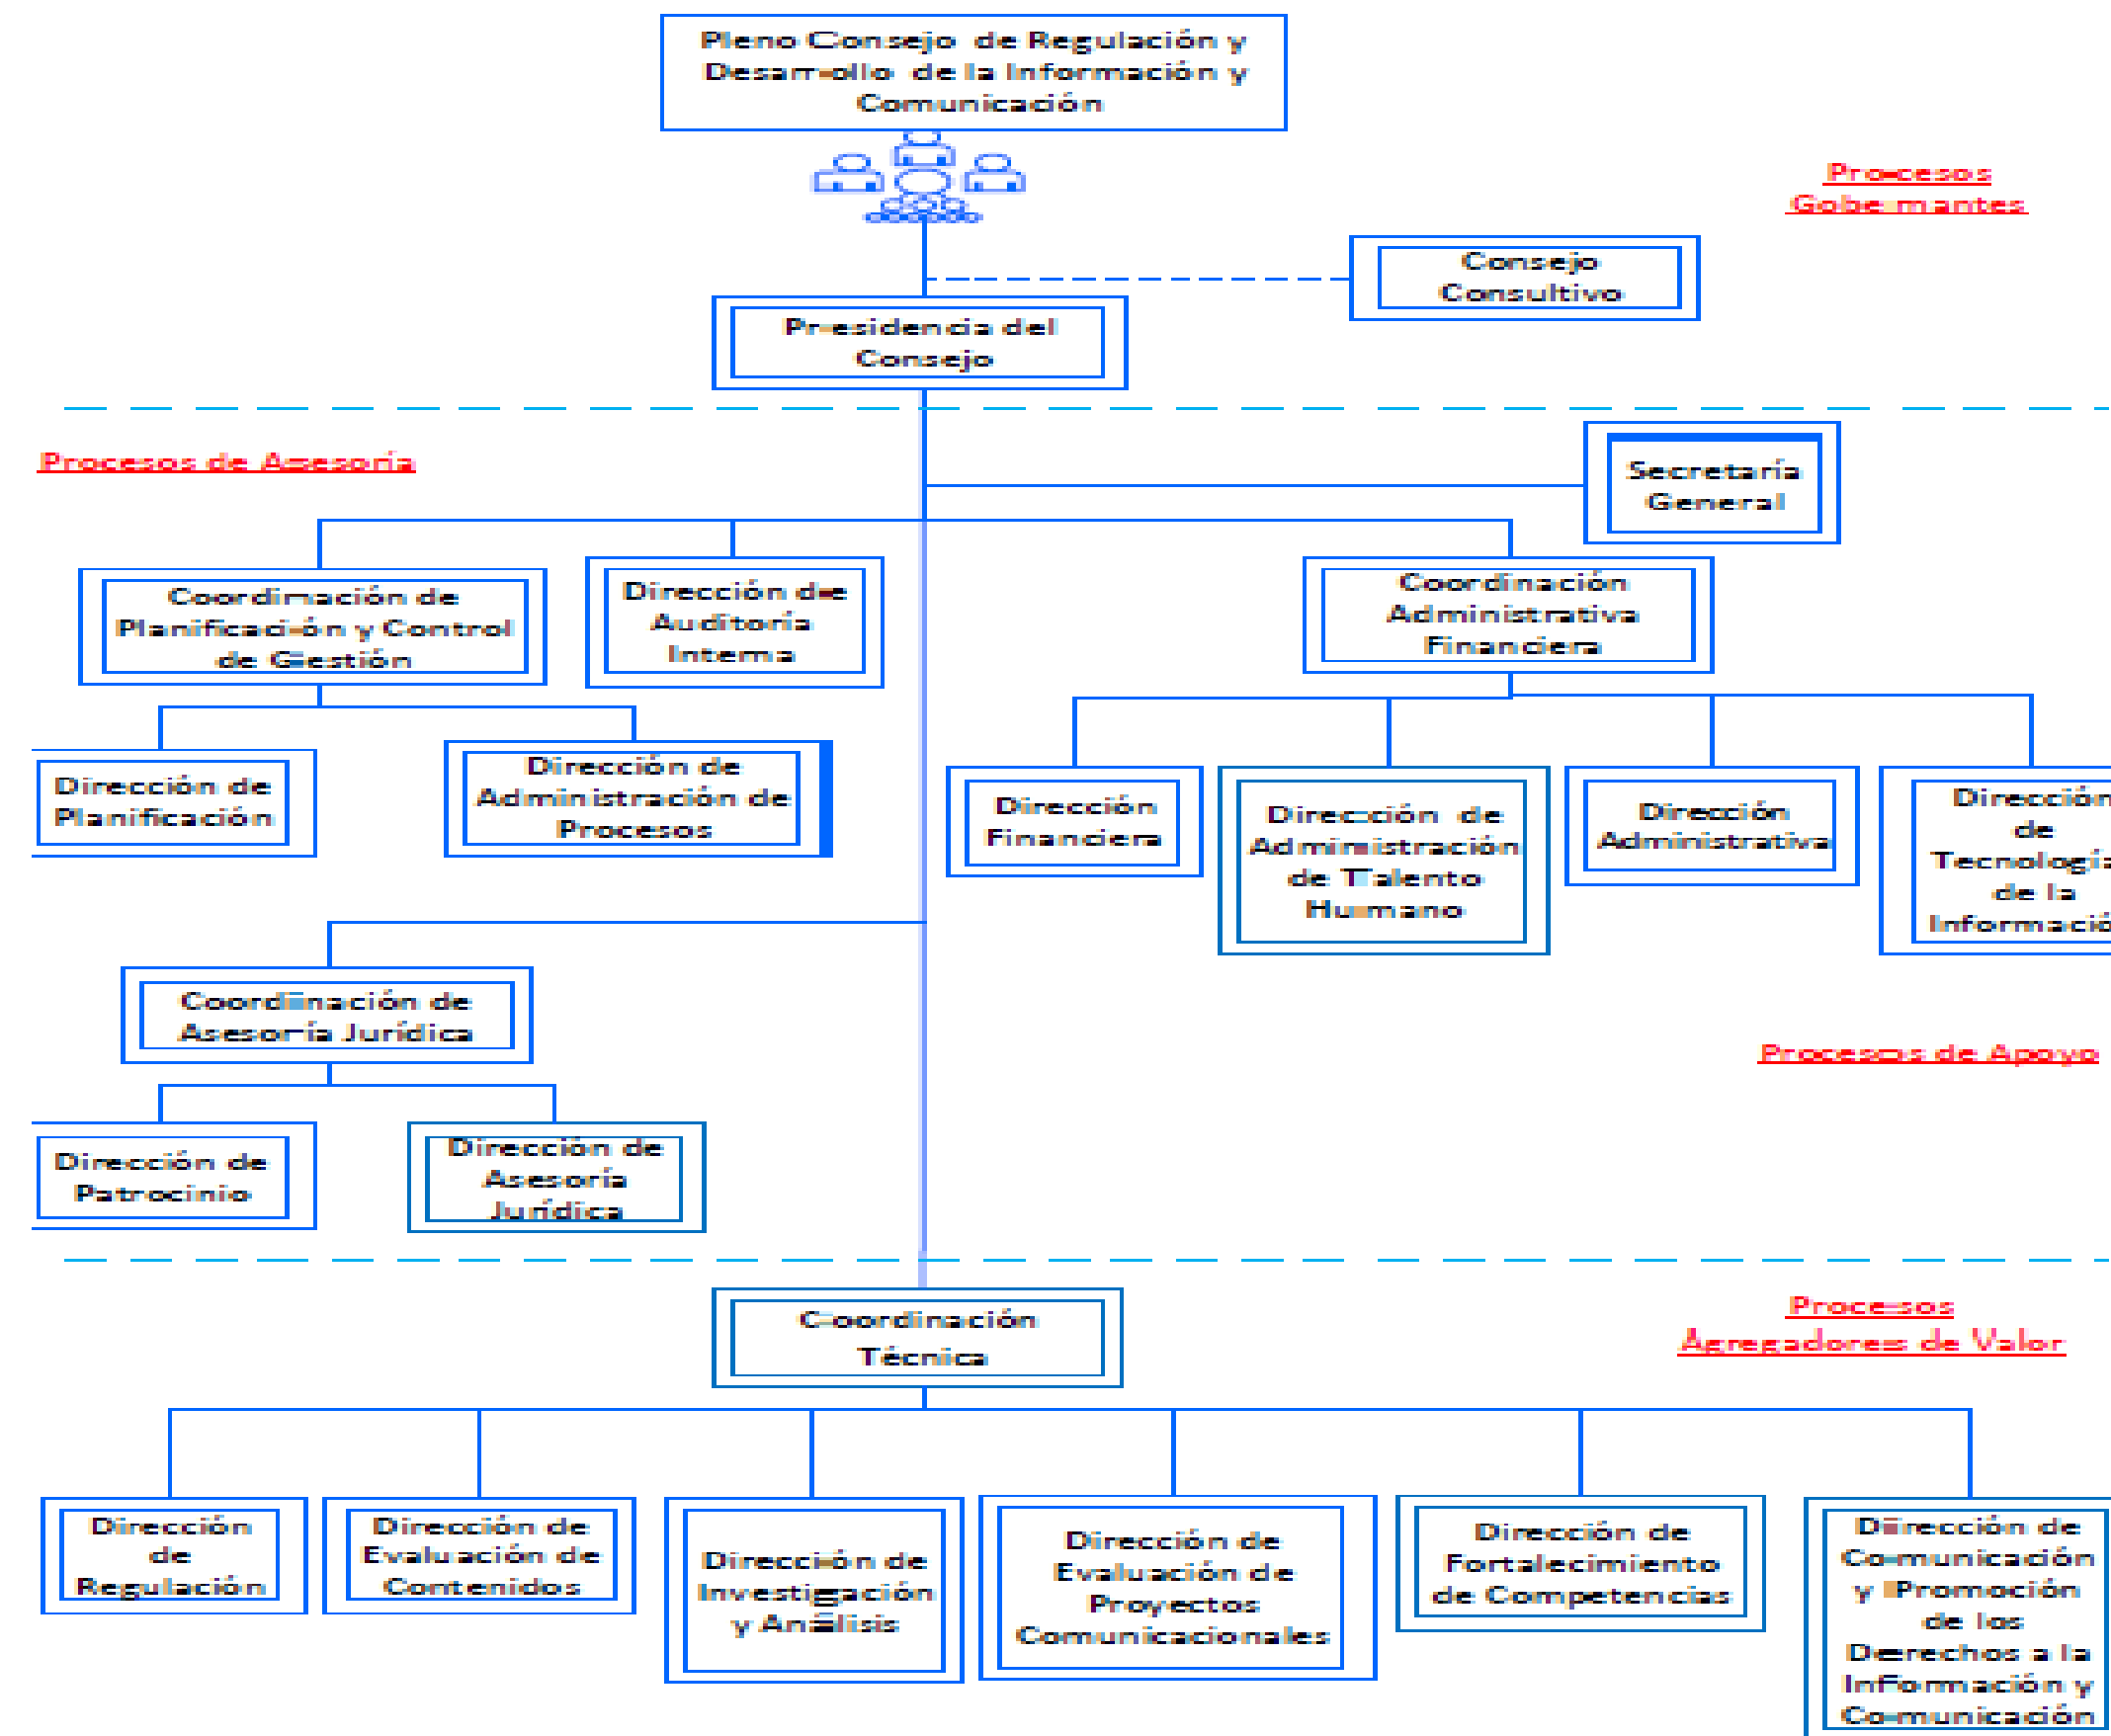 Pleno Consejo de Regulación y
Desarrollo de la Información y
Comunicación
Procesos
Gobernantes
Consejo
Consultivo
Presidencia del
Consejo
Procesos de Asesoría
Secretaría
General
Coordinación de
Planificación y Control
de Gestión
Dirección de
Auditoría
Interna
Coordinación
Administrativa
Financiera
Dirección de
Planificación
Dirección de
Administración de
Procesos
Dirección
Financiera
Dirección de
Administración
de Talento
Humano
Dirección
Administrativa
Dirección
de
Tecnología
de la
Informació
Coordinación de
Asesoría Jurídica
Procesos de Apoyo
Dirección de
Patrocinio
Dirección de
Asesoría
Jurídica
Coordinación
Técnica
Procesos
Agregadores de Valor
Dirección
de
Regulación
Dirección de
Evaluación de
Contenidos
Dirección de
Investigación
y Análisis
Dirección de
Evaluación de
Proyectos
Comunicacionales
Dirección de
Fortalecimiento
de Competencias
Dirección de
Comunicación
y Promoción
de los
Derechos a la
Información y
Comunicación